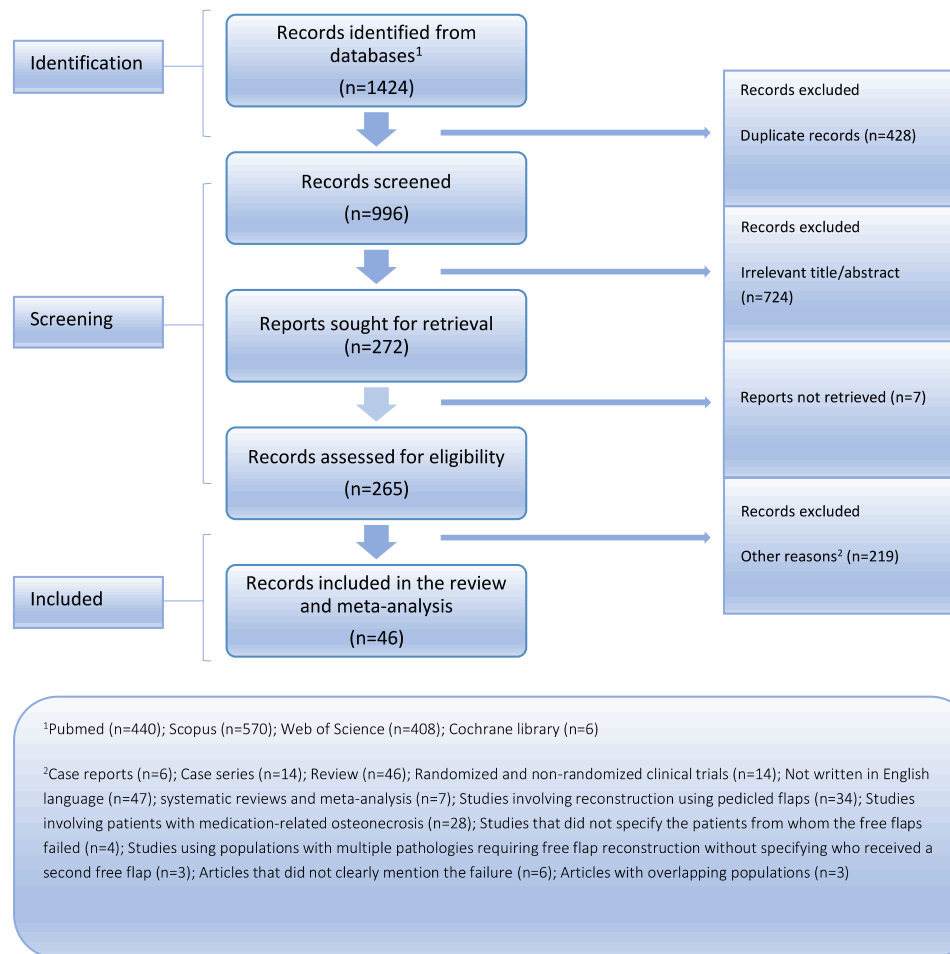 Identification
Records identified from
databases¹
(n=1424)
Records excluded
Duplicate records (n=428)
Screening
Records screened
(n=996)
Records excluded
Irrelevant title/abstract
(n=724)
Reports sought for retrieval
(n=272)
Reports not retrieved (n=7)
Records assessed for eligibility
(n=265)
Records excluded
Other reasons² (n=219)
Included
Records included in the review
and meta-analysis
(n=46)
¹Pubmed (n=440); Scopus (n=570); Web of Science (n=408); Cochrane library (n=6)
²Case reports (n=6); Case series (n=14); Review (n=46); Randomized and non-randomized clinical trials (n=14); Not written in English
language (n=47); systematic reviews and meta-analysis (n=7); Studies involving reconstruction using pedicled flaps (n=34); Studies
involving patients with medication-related osteonecrosis (n=28); Studies that did not specify the patients from whom the free flaps
failed (n=4); Studies using populations with multiple pathologies requiring free flap reconstruction without specifying who received a
second free flap (n=3); Articles that did not clearly mention the failure (n=6); Articles with overlapping populations (n=3)